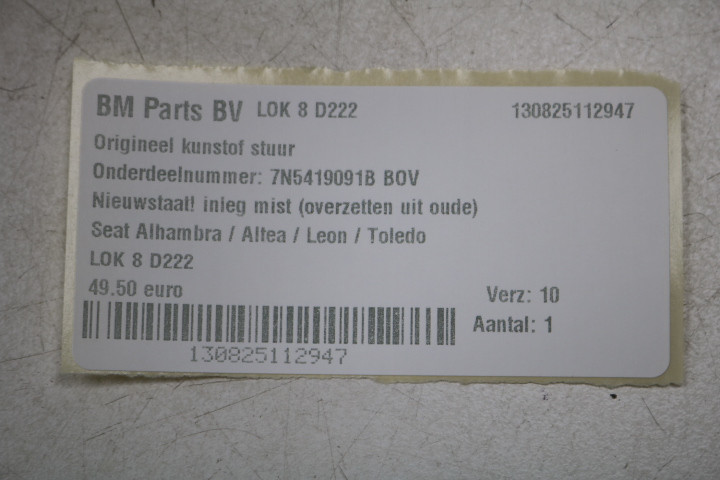 BM Parts BV LOK 8 D222 130825112947
Origineel kunstof stuur
Onderdeelnummer: 7N5419091B BOV
Nieuwstaat! inleg mist (overzetten uit oude)
Seat Alhambra / Altea / Leon / Toledo
LOK 8 D222
49.50 euro Verz: 10
Aantal: 1
130825112947